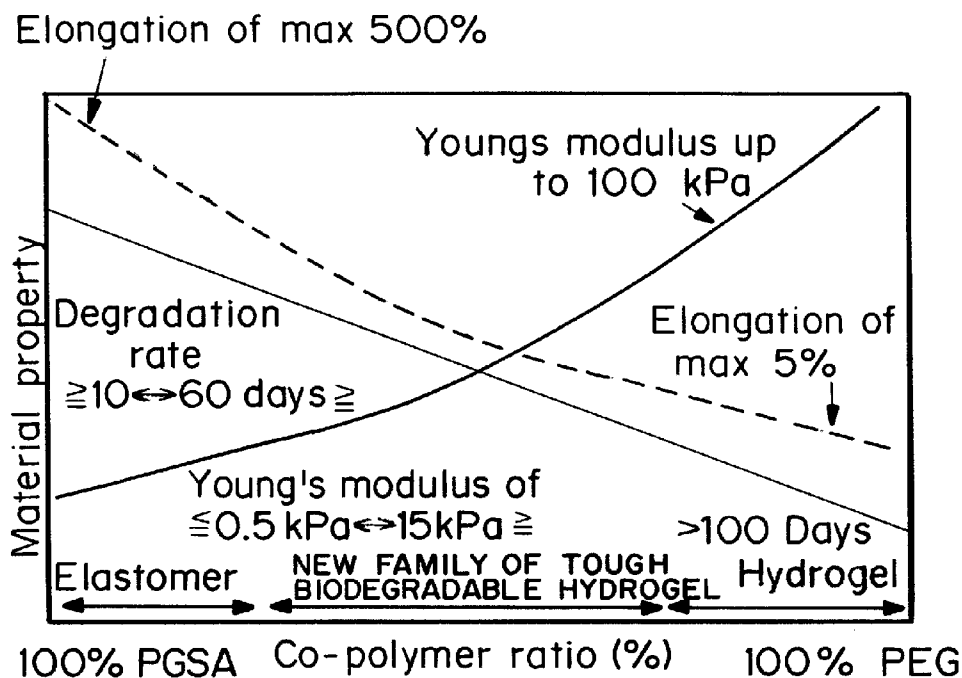 Elongation of max 500%
Youngs modulus up
to 100 kPa
Material property
Degradation
rate
≧10↔60 days≧
Elongation of
max 5%
Young's modulus of
≦0.5 kPa↔15kPa≧
>100 Days
Elastomer
NEW FAMILY OF TOUGH
BIODEGRADABLE HYDROGEL
Hydrogel
100% PGSA
Co-polymer ratio (%)
100% PEG